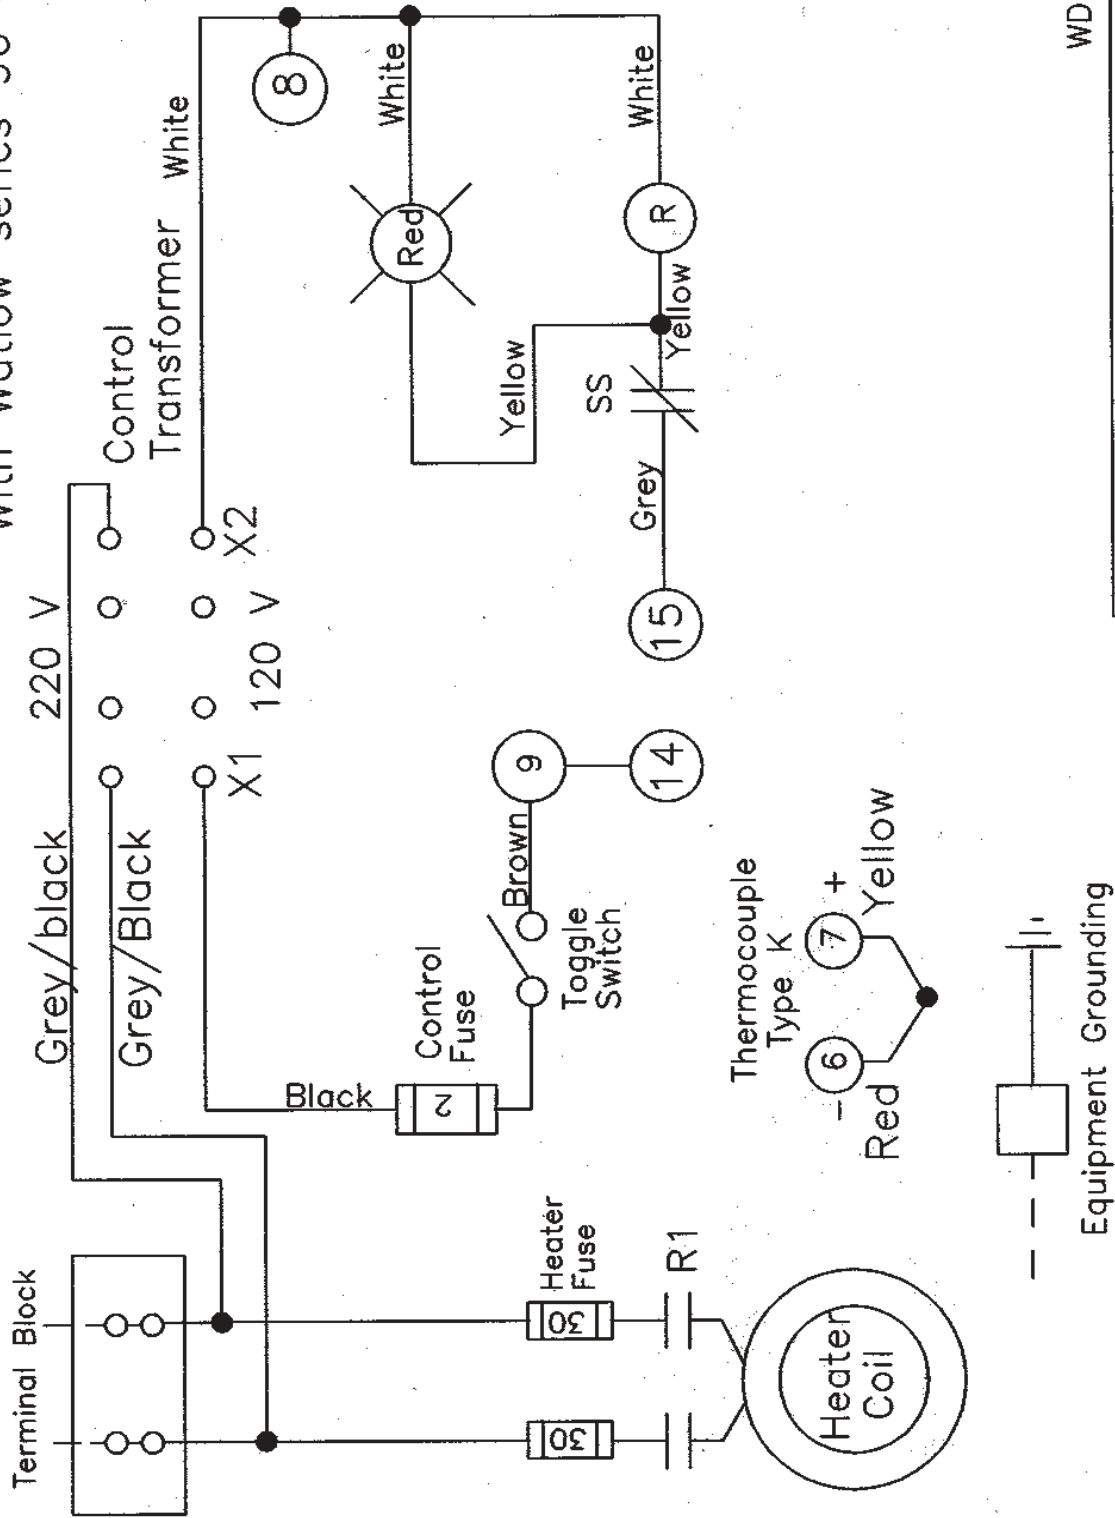 with Watlow series
WD
Terminal Block
Grey/black
220 V
Grey/Black
Control
Transformer
White
X1
120 V
X2
8
White
Red
White
R
Yellow
Yellow
SS
Grey
15
14
9
Brown
Toggle
Switch
Control
Fuse
2
Black
Heater
Fuse
30
30
R1
Heater
Coil
Thermocouple
Type K
- 6
7 +
Red
Yellow
Equipment Grounding